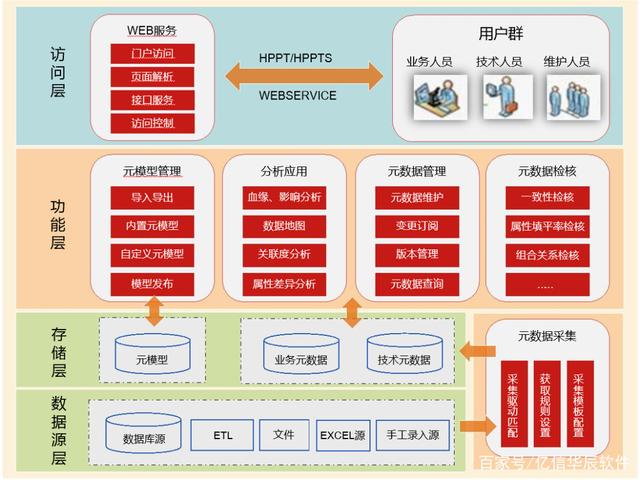 访问层
WEB服务
门户访问
页面解析
接口服务
访问控制
HPPT/HPPTS
WEBSERVICE
用户群
业务人员
技术人员
维护人员
功能层
元模型管理
导入导出
内置元模型
自定义元模型
模型发布
分析应用
血缘、影响分析
数据地图
关联度分析
属性差异分析
元数据管理
元数据维护
变更订阅
版本管理
元数据查询
元数据检核
一致性检核
属性填平率检核
组合关系检核
.....
存储层
元模型
业务元数据
技术元数据
元数据采集
采集驱动匹配
获取规则设置
采集模板配置
数据源层
数据库源
ETL
文件
EXCEL源
手工录入源
百家号/亿信华辰软件